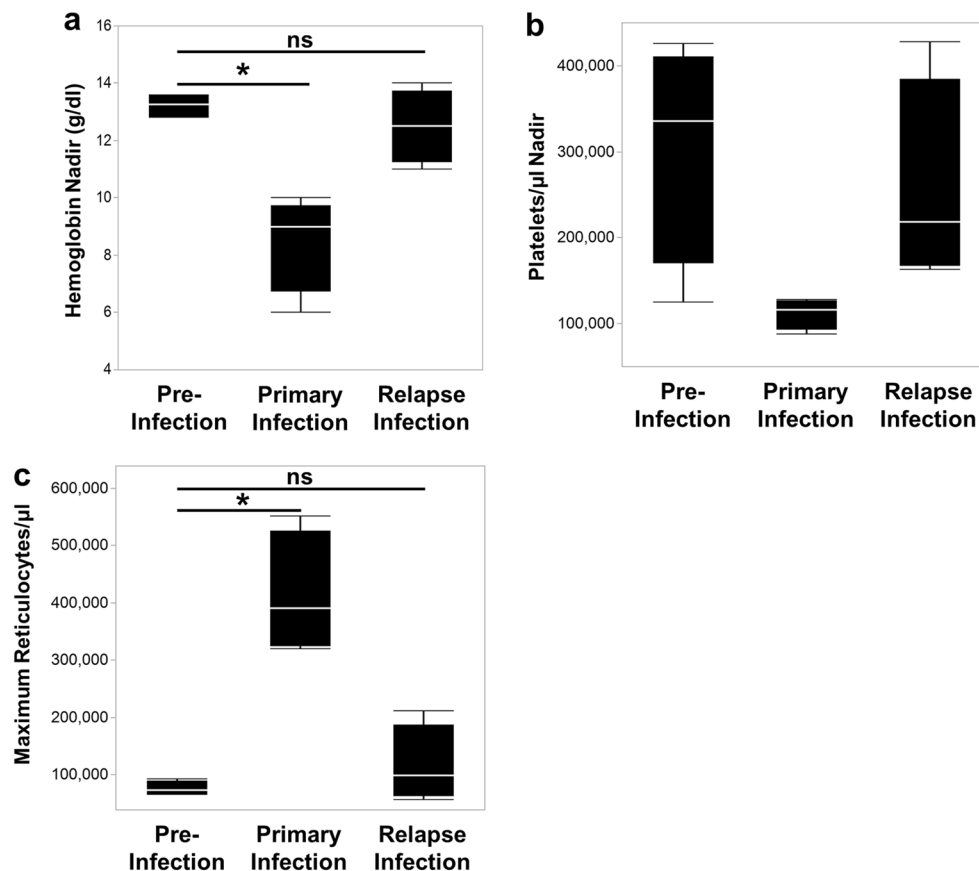 a
Hemoglobin Nadir (g/dl)
16
14
12
10
8
6
4
ns
*
Pre-
Infection
Primary
Infection
Relapse
Infection
b
Platelets/µl Nadir
400,000
300,000
200,000
100,000
Pre-
Infection
Primary
Infection
Relapse
Infection
c
Maximum Reticulocytes/µl
600,000
500,000
400,000
300,000
200,000
100,000
ns
*
Pre-
Infection
Primary
Infection
Relapse
Infection